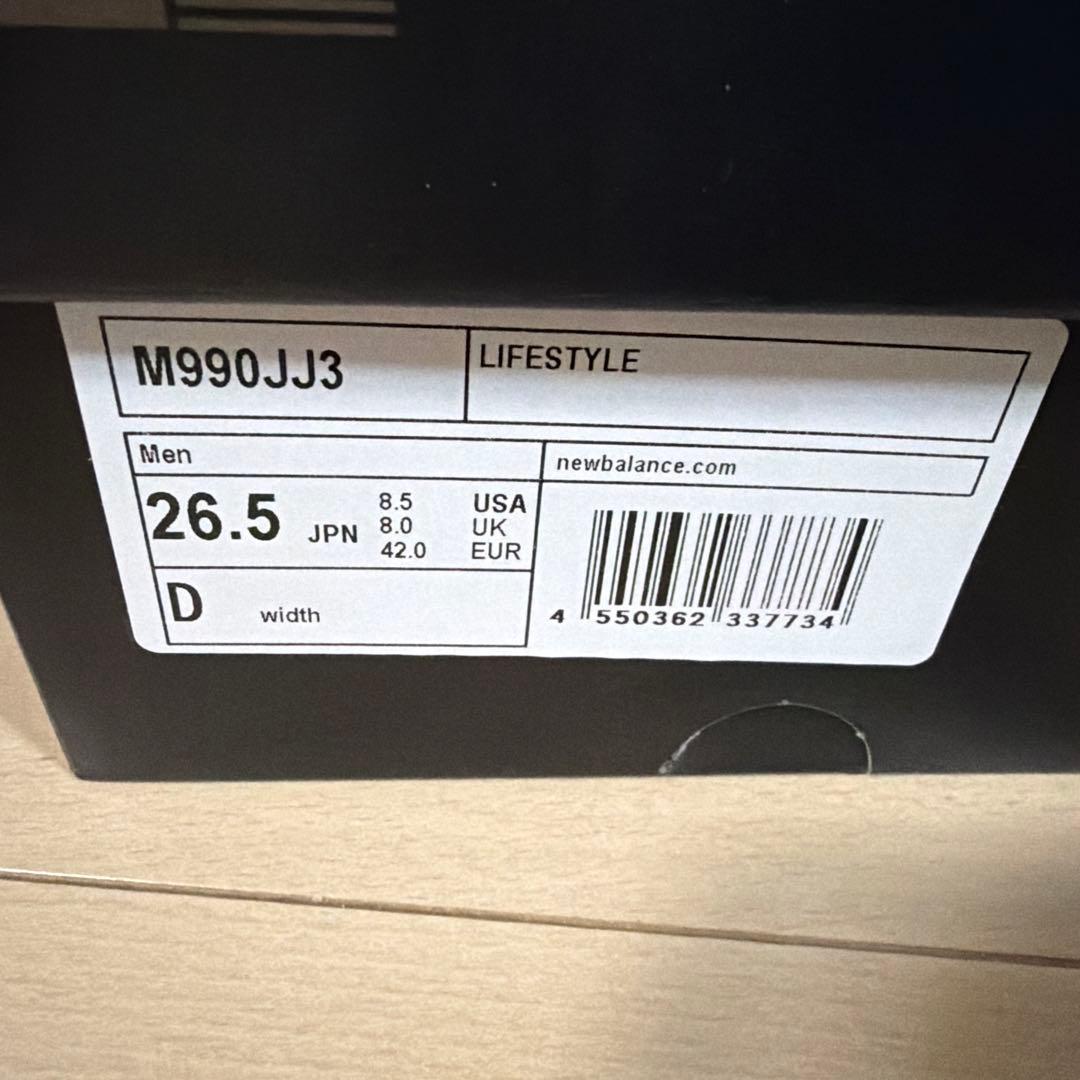 M990JJ3
LIFESTYLE
Men
newbalance.com
26.5 JPN
8.5 USA
8.0 UK
42.0 EUR
D width
4 550362 337734